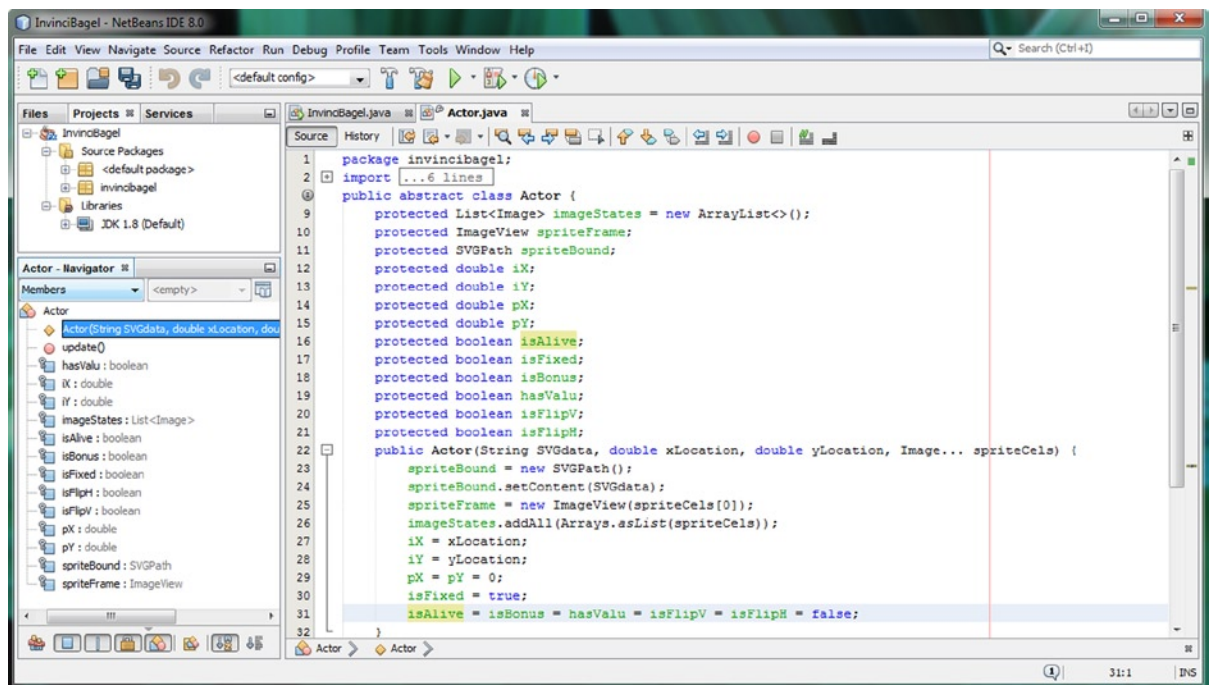 InvinciBagel - NetBeans IDE 8.0
File Edit View Navigate Source Refactor Run Debug Profile Team Tools Window Help
Search (Ctrl+I)
<default config>
Files Projects Services
InvinciBagel
Source Packages
<default package>
invincibagel
Libraries
JDK 1.8 (Default)
Actor - Navigator
Members <empty>
Actor
Actor(String SVGdata, double xLocation, dou
update()
hasValu : boolean
iX : double
iY : double
imageStates : List<Image>
isAlive : boolean
isBonus : boolean
isFixed : boolean
isFlipH : boolean
isFlipV : boolean
pX : double
pY : double
spriteBound : SVGPath
spriteFrame : ImageView
InvinciBagel.java Actor.java
Source History
1 package invincibagel;
2 import ...6 lines
public abstract class Actor {
9 protected List<Image> imageStates = new ArrayList<>();
10 protected ImageView spriteFrame;
11 protected SVGPath spriteBound;
12 protected double iX;
13 protected double iY;
14 protected double pX;
15 protected double pY;
16 protected boolean isAlive;
17 protected boolean isFixed;
18 protected boolean isBonus;
19 protected boolean hasValu;
20 protected boolean isFlipV;
21 protected boolean isFlipH;
22 public Actor(String SVGdata, double xLocation, double yLocation, Image... spriteCels) {
23 spriteBound = new SVGPath();
24 spriteBound.setContent(SVGdata);
25 spriteFrame = new ImageView(spriteCels[0]);
26 imageStates.addAll(Arrays.asList(spriteCels));
27 iX = xLocation;
28 iY = yLocation;
29 pX = pY = 0;
30 isFixed = true;
31 isAlive = isBonus = hasValu = isFlipV = isFlipH = false;
32 }
Actor Actor
1 31:1 INS